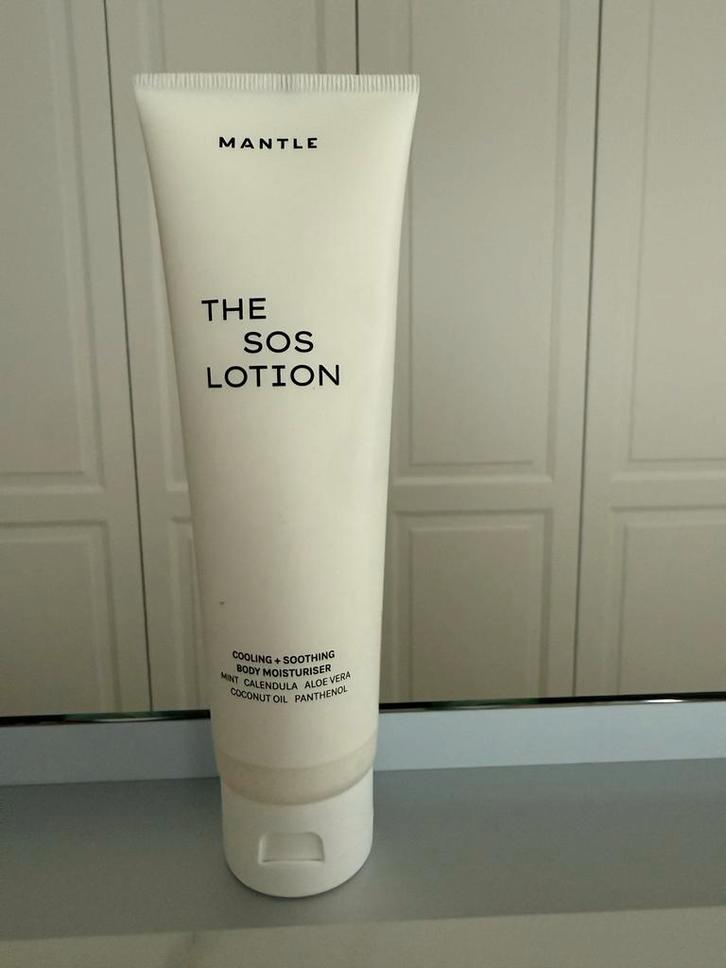 MANTLE
THE
SOS
LOTION
COOLING + SOOTHING
BODY MOISTURISER
MINT CALENDULA ALOE VERA
COCONUT OIL PANTHENOL